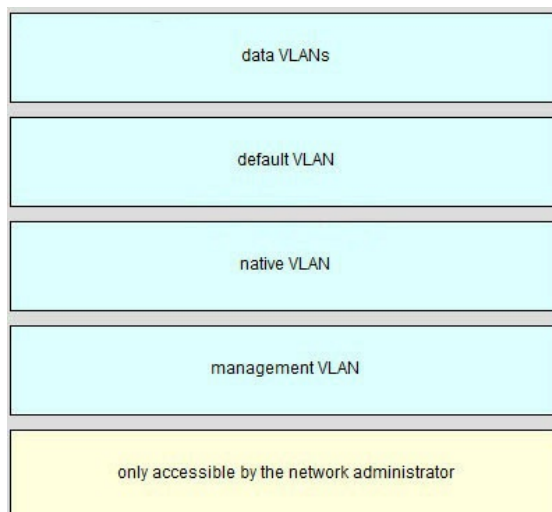 data VLANs
default VLAN
native VLAN
management VLAN
only accessible by the network administrator